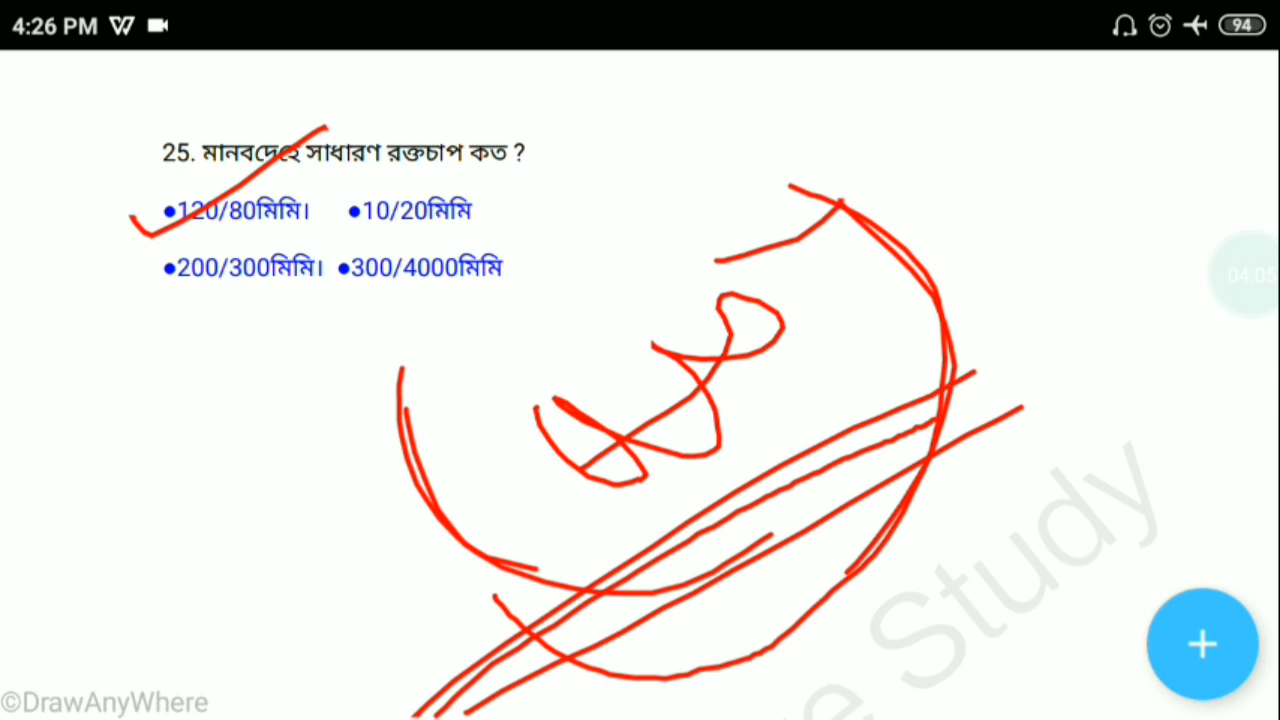 4:26 PM
94
25. মানবদেহে সাধারণ রক্তচাপ কত ?
●120/80মিমি। ●10/20মিমি
●200/300মিমি। ●300/4000মিমি
04:05
Study
©DrawAnyWhere